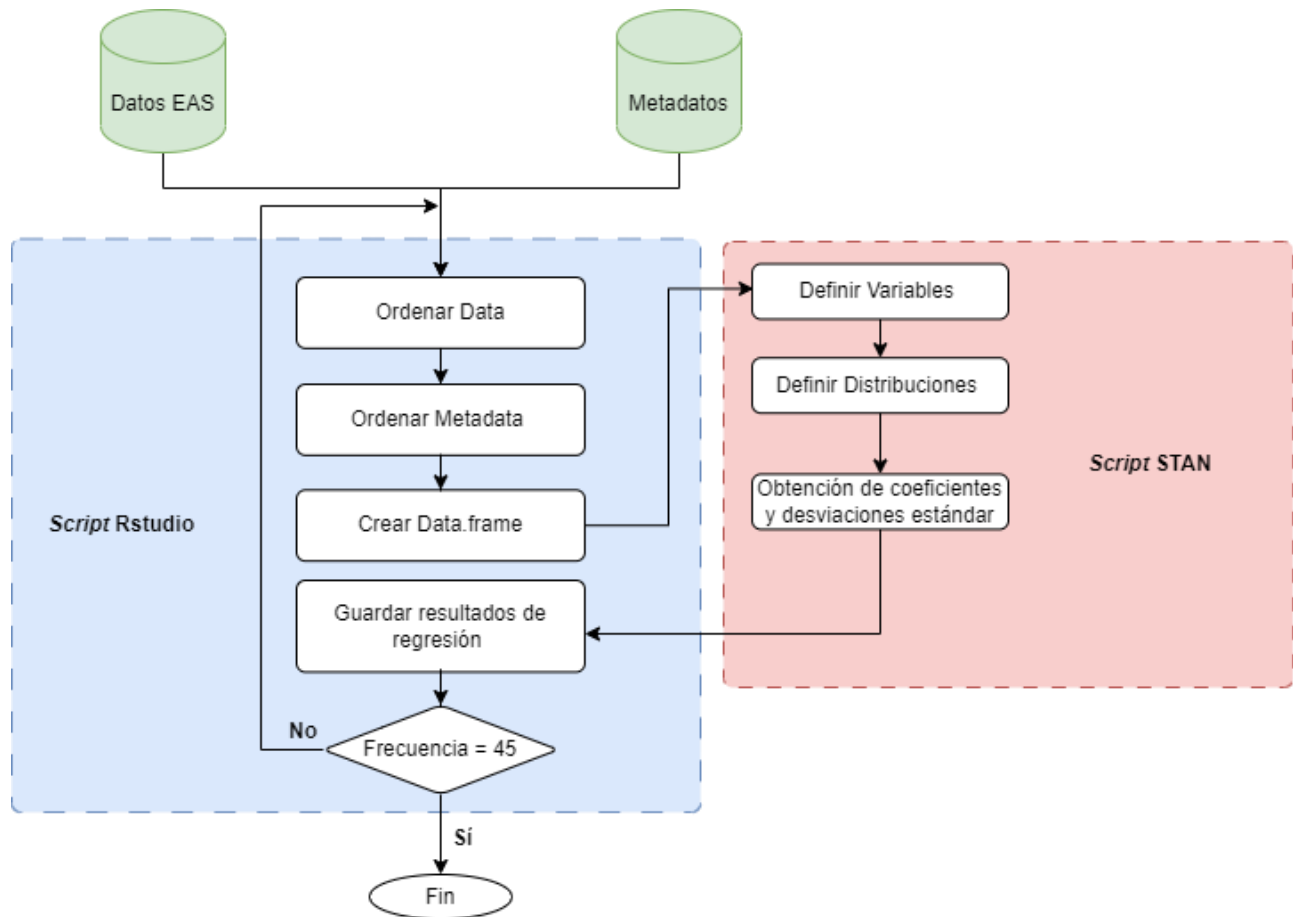 Datos EAS
Metadatos
Ordenar Data
Ordenar Metadata
Crear Data.frame
Script Rstudio
Guardar resultados de
regresión
No
Frecuencia = 45
Sí
Fin
Definir Variables
Definir Distribuciones
Script STAN
Obtención de coeficientes
y desviaciones estándar